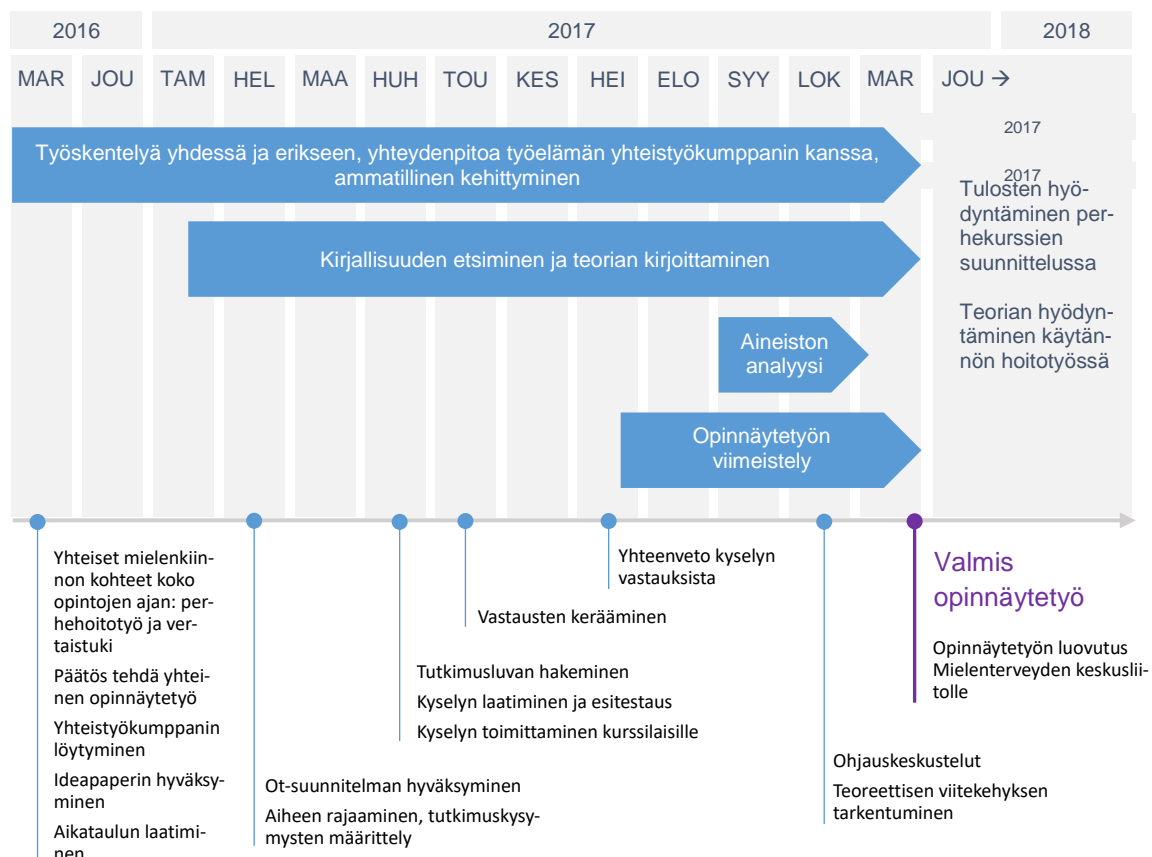 2016 2017 2018
MAR JOU TAM HEL MAA HUH TOU KES HEI ELO SYY LOK MAR JOU →
2017
Työskentelyä yhdessä ja erikseen, yhteydenpitoa työelämän yhteistyökumppanin kanssa,
ammatillinen kehittyminen
2017
Tulosten hyö-
dyntäminen per-
hekurssien
suunnittelussa
Kirjallisuuden etsiminen ja teorian kirjoittaminen
Teorian hyödyn-
täminen käytän-
nön hoitotyössä
Aineiston
analyysi
Opinnäytetyön
viimeistely
Yhteiset mielenkiin-
non kohteet koko
opintojen ajan: per-
hehoitotyö ja ver-
taistuki
Päätös tehdä yhtei-
nen opinnäytetyö
Yhteistyökumppanin
löytyminen
Ideapaperin hyväksy-
minen
Aikataulun laatimi-
nen
Ot-suunnitelman hyväksyminen
Aiheen rajaaminen, tutkimuskysy-
mysten määrittely
Tutkimusluvan hakeminen
Kyselyn laatiminen ja esitestaus
Kyselyn toimittaminen kurssilaisille
Vastausten kerääminen
Yhteenveto kyselyn
vastauksista
Ohjauskeskustelut
Teoreettisen viitekehyksen
tarkentuminen
Valmis
opinnäytetyö
Opinnäytetyön luovutus
Mielenterveyden keskuslii-
tolle